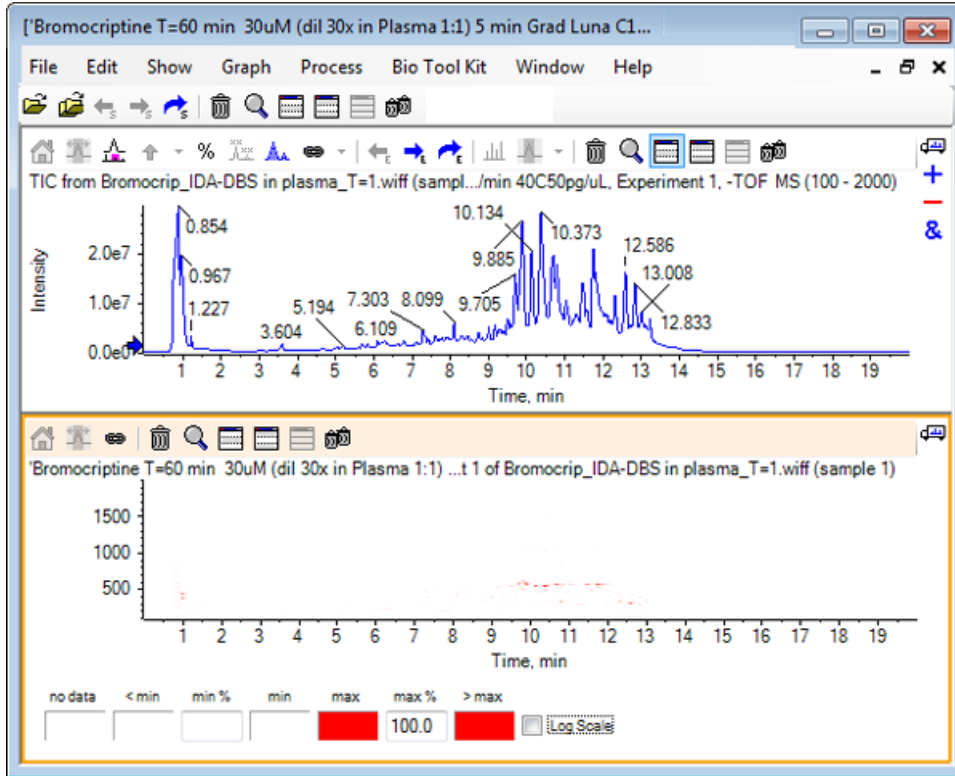 ['Bromocriptine T=60 min 30uM (dil 30x in Plasma 1:1) 5 min Grad Luna C1...
File Edit Show Graph Process Bio Tool Kit Window Help
TIC from Bromocrip_IDA-DBS in plasma_T=1.wiff (sampl.../min 40C50pg/uL, Experiment 1, -TOF MS (100 - 2000)
Intensity
2.0e7
1.0e7
0.0e0
0.854
0.967
1.227
3.604
5.194
6.109
7.303
8.099
9.705
9.885
10.134
10.373
12.586
13.008
12.833
1 2 3 4 5 6 7 8 9 10 11 12 13 14 15 16 17 18 19
Time, min
'Bromocriptine T=60 min 30uM (dil 30x in Plasma 1:1) ...t 1 of Bromocrip_IDA-DBS in plasma_T=1.wiff (sample 1)
1500
1000
500
1 2 3 4 5 6 7 8 9 10 11 12 13 14 15 16 17 18 19
Time, min
no data < min min % min max max % > max
100.0 Log Scale